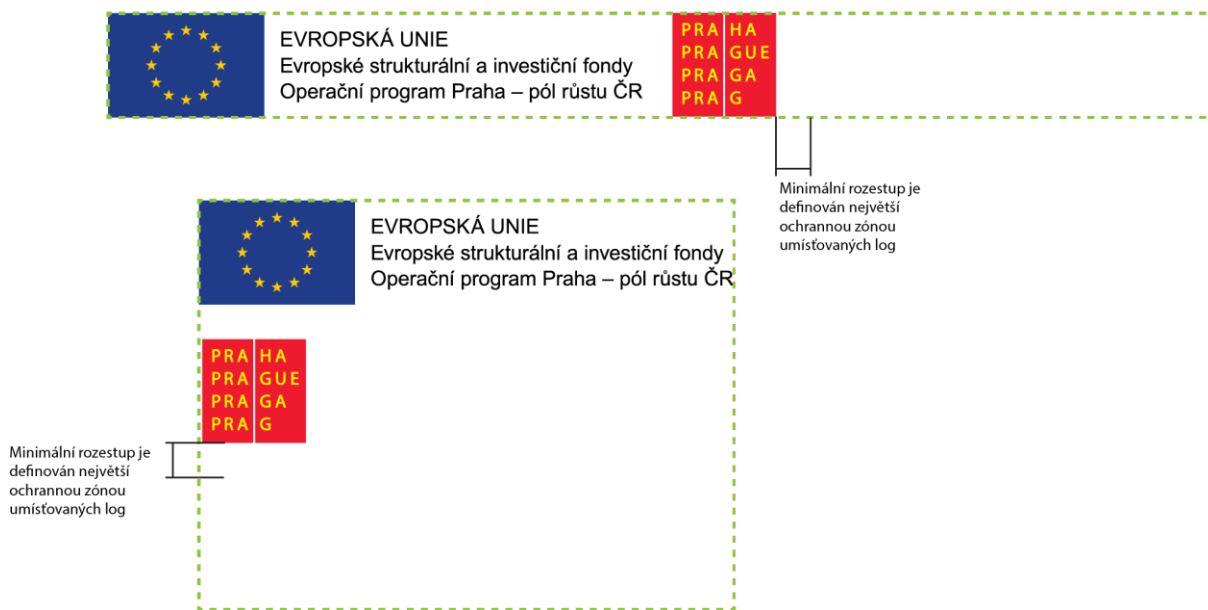 EVROPSKÁ UNIE
Evropské strukturální a investiční fondy
Operační program Praha – pól růstu ČR
PRA HA
PRA GUE
PRA GA
PRA G
Minimální rozestup je
definován největší
ochrannou zónou
umísťovaných log
EVROPSKÁ UNIE
Evropské strukturální a investiční fondy
Operační program Praha – pól růstu ČR
PRA HA
PRA GUE
PRA GA
PRA G
Minimální rozestup je
definován největší
ochrannou zónou
umísťovaných log